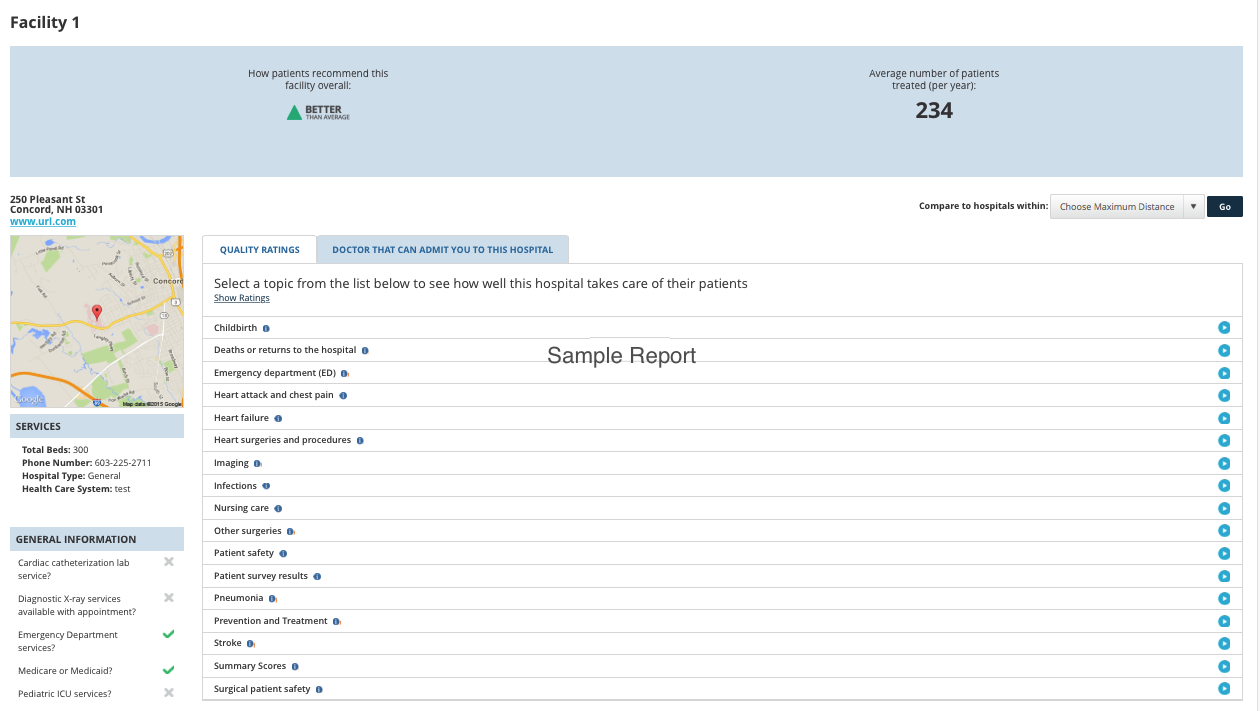 Facility 1
How patients recommend this
facility overall:
BETTER
THAN AVERAGE
Average number of patients
treated (per year):
234
250 Pleasant St
Concord, NH 03301
www.url.com
Compare to hospitals within:
Choose Maximum Distance
Go
Concord
Google
Map data ©2015 Google
SERVICES
Total Beds: 300
Phone Number: 603-225-2711
Hospital Type: General
Health Care System: test
GENERAL INFORMATION
Cardiac catheterization lab
service?
Diagnostic X-ray services
available with appointment?
Emergency Department
services?
Medicare or Medicaid?
Pediatric ICU services?
QUALITY RATINGS
DOCTOR THAT CAN ADMIT YOU TO THIS HOSPITAL
Select a topic from the list below to see how well this hospital takes care of their patients
Show Ratings
Childbirth
Deaths or returns to the hospital
Sample Report
Emergency department (ED)
Heart attack and chest pain
Heart failure
Heart surgeries and procedures
Imaging
Infections
Nursing care
Other surgeries
Patient safety
Patient survey results
Pneumonia
Prevention and Treatment
Stroke
Summary Scores
Surgical patient safety